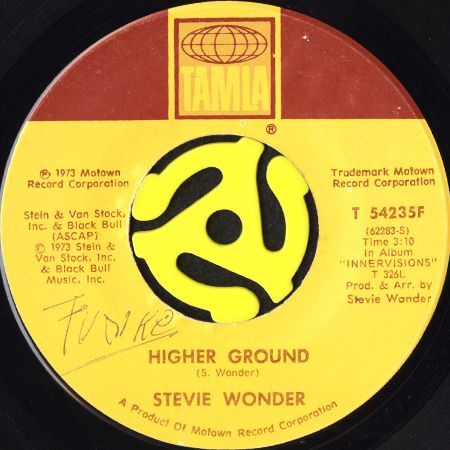 TAMLA
®
℗ 1973 Motown
Record Corporation
Stein & Van Stock,
Inc. & Black Bull
(ASCAP)
© 1973 Stein &
Van Stock, Inc.
& Black Bull
Music, Inc.
Trademark Motown
Record Corporation
T 54235F
(62283-S)
Time 3:10
In Album
"INNERVISIONS"
T 326L
Prod. & Arr. by
Stevie Wonder
HIGHER GROUND
(S. Wonder)
STEVIE WONDER
A Product Of Motown Record Corporation